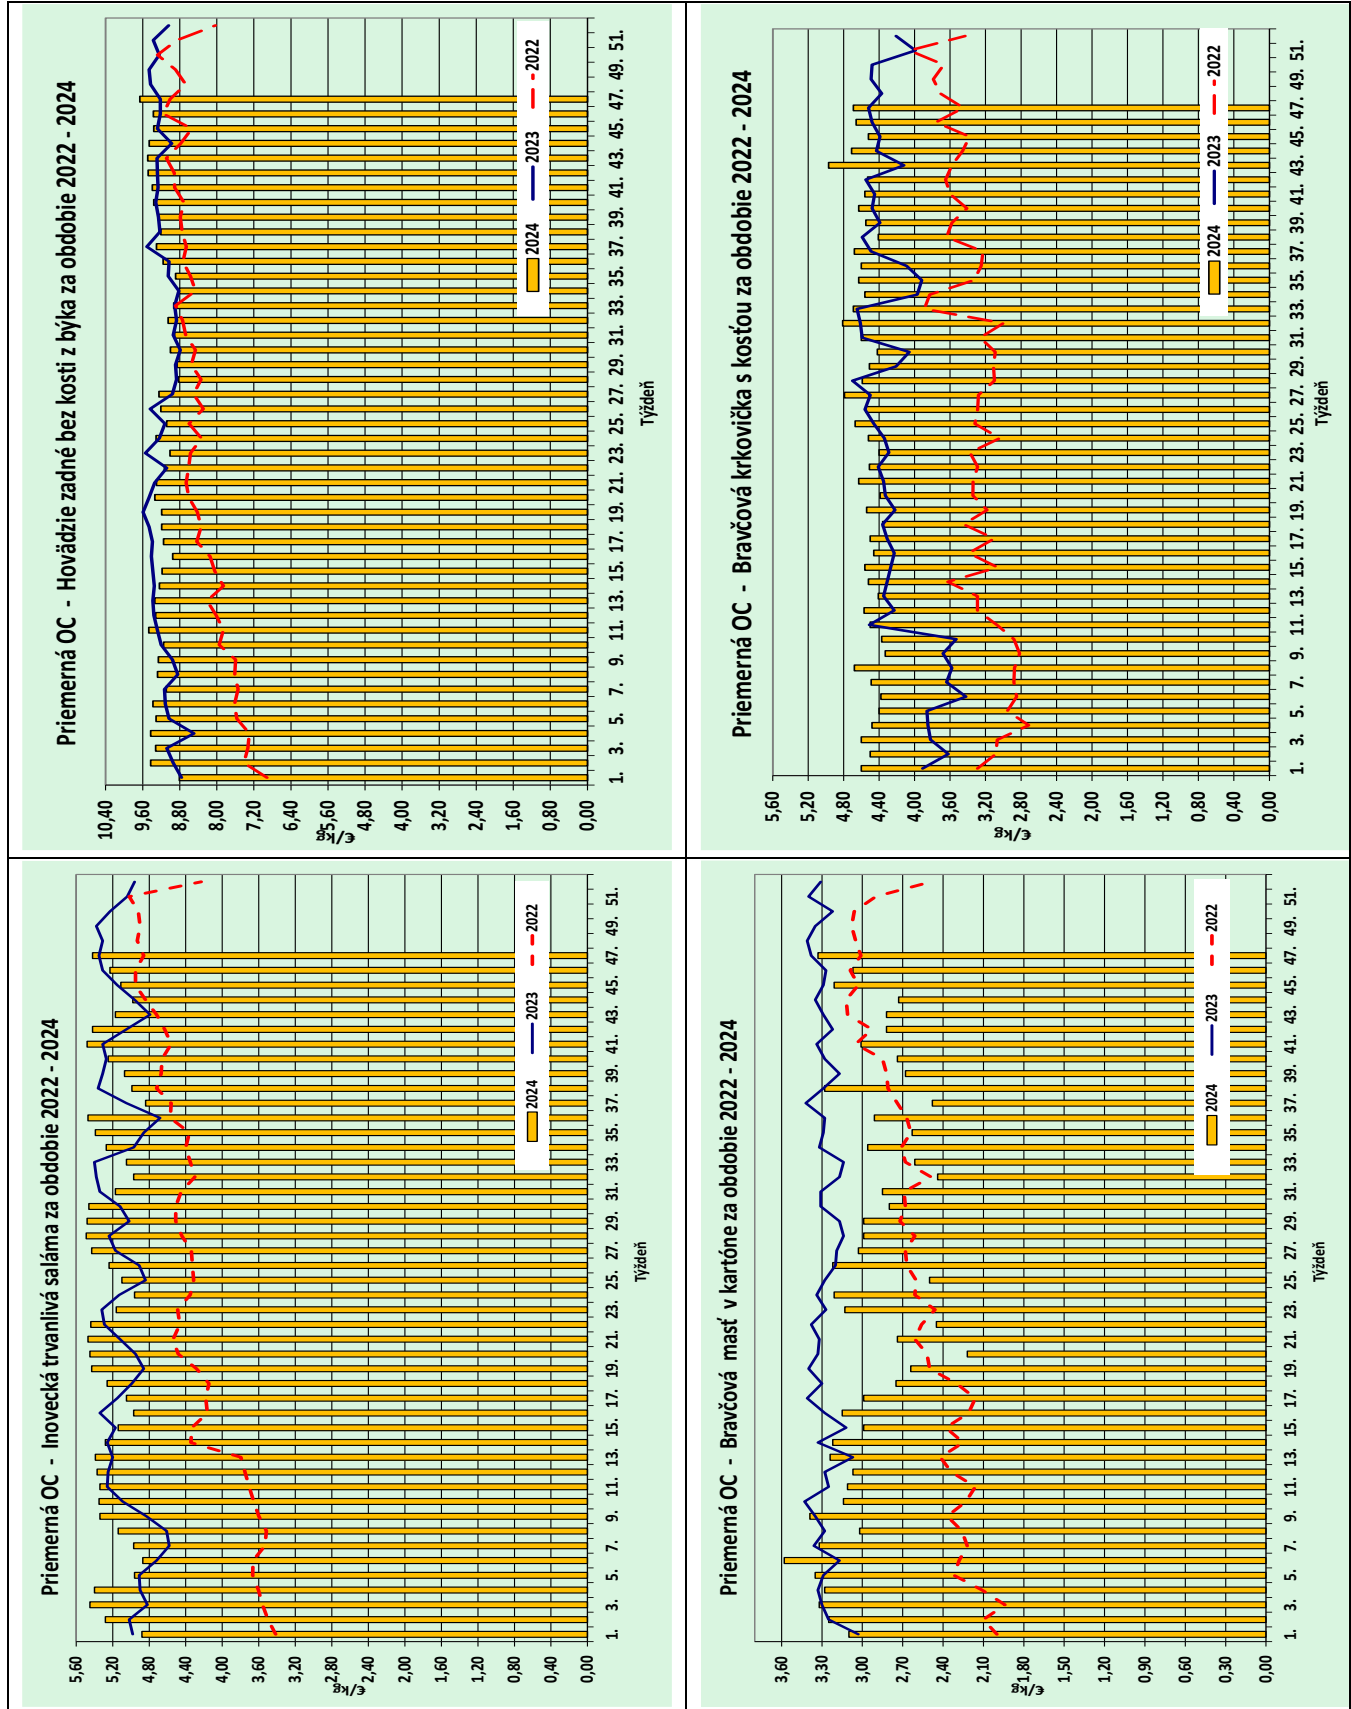 Priemerná OC - Inovecká trvanlivá saláma za obdobie 2022 - 2024
5,60
5,20
4,80
4,40
4,00
3,60
3,20
2,80
2,40
2,00
1,60
1,20
0,80
0,40
0,00
€/kg
2024 2023 2022
1. 3. 5. 7. 9. 11. 13. 15. 17. 19. 21. 23. 25. 27. 29. 31. 33. 35. 37. 39. 41. 43. 45. 47. 49. 51.
Týždeň
Priemerná OC - Hovädzie zadné bez kosti z býka za obdobie 2022 - 2024
10,40
9,60
8,80
8,00
7,20
6,40
5,60
4,80
4,00
3,20
2,40
1,60
0,80
0,00
€/kg
2024 2023 2022
1. 3. 5. 7. 9. 11. 13. 15. 17. 19. 21. 23. 25. 27. 29. 31. 33. 35. 37. 39. 41. 43. 45. 47. 49. 51.
Týždeň
Priemerná OC - Bravčová masť v kartóne za obdobie 2022 - 2024
3,60
3,30
3,00
2,70
2,40
2,10
1,80
1,50
1,20
0,90
0,60
0,30
0,00
€/kg
2024 2023 2022
1. 3. 5. 7. 9. 11. 13. 15. 17. 19. 21. 23. 25. 27. 29. 31. 33. 35. 37. 39. 41. 43. 45. 47. 49. 51.
Týždeň
Priemerná OC - Bravčová krkovička s kosťou za obdobie 2022 - 2024
5,60
5,20
4,80
4,40
4,00
3,60
3,20
2,80
2,40
2,00
1,60
1,20
0,80
0,40
0,00
€/kg
2024 2023 2022
1. 3. 5. 7. 9. 11. 13. 15. 17. 19. 21. 23. 25. 27. 29. 31. 33. 35. 37. 39. 41. 43. 45. 47. 49. 51.
Týždeň